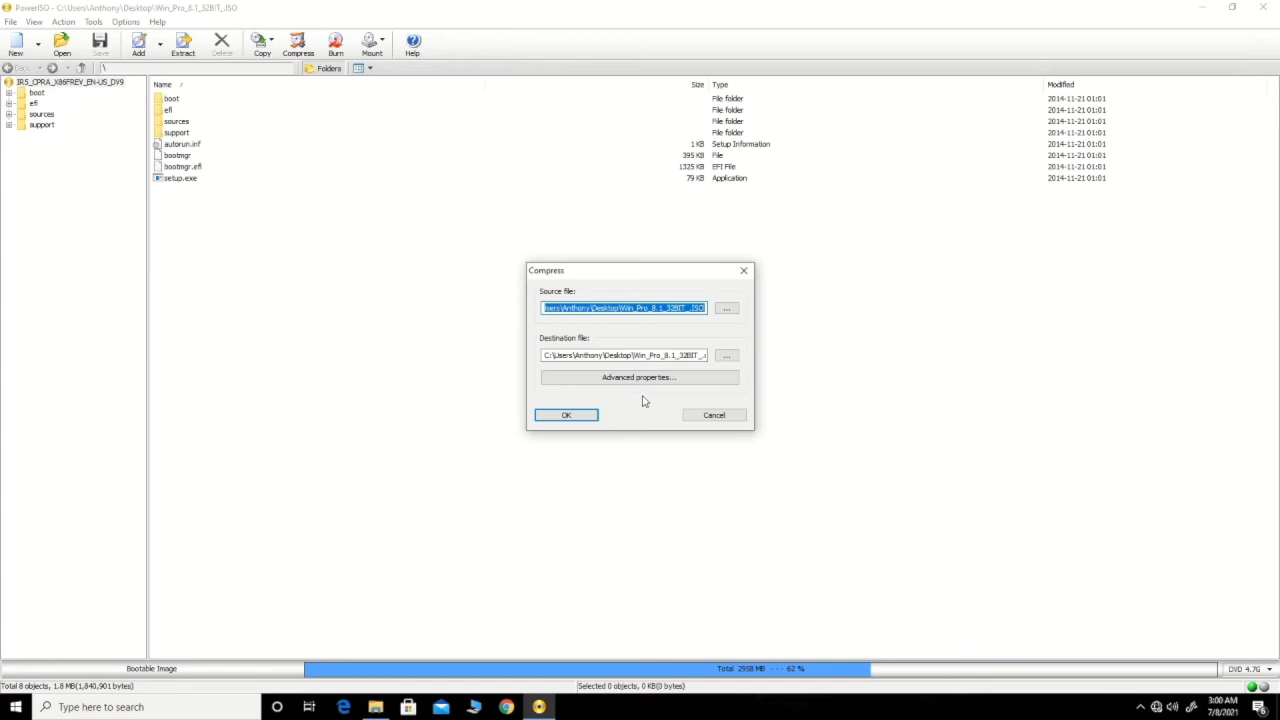 PowerISO - C:\Users\Anthony\Desktop\Win_Pro_8.1_32BIT_.ISO
File View Action Tools Options Help
New Open Save Add Extract Delete Copy Compress Burn Mount Help
Back \ Folders
IR5_CPRA_X86FREV_EN-US_DV9
boot
efi
sources
support
Name / Size Type Modified
boot File folder 2014-11-21 01:01
efi File folder 2014-11-21 01:01
sources File folder 2014-11-21 01:01
support File folder 2014-11-21 01:01
autorun.inf 1 KB Setup Information 2014-11-21 01:01
bootmgr 395 KB File 2014-11-21 01:01
bootmgr.efi 1325 KB EFI File 2014-11-21 01:01
setup.exe 79 KB Application 2014-11-21 01:01
Compress
Source file:
sers\Anthony\Desktop\Win_Pro_8.1_32BIT_.ISO
...
Destination file:
C:\Users\Anthony\Desktop\Win_Pro_8.1_32BIT_.
...
Advanced properties...
OK Cancel
Bootable Image Total 2958 MB --- 62 % DVD 4.7G
Total 8 objects, 1.8 MB(1,840,901 bytes) Selected 0 objects, 0 KB(0 bytes)
Type here to search
3:00 AM
7/8/2021
6